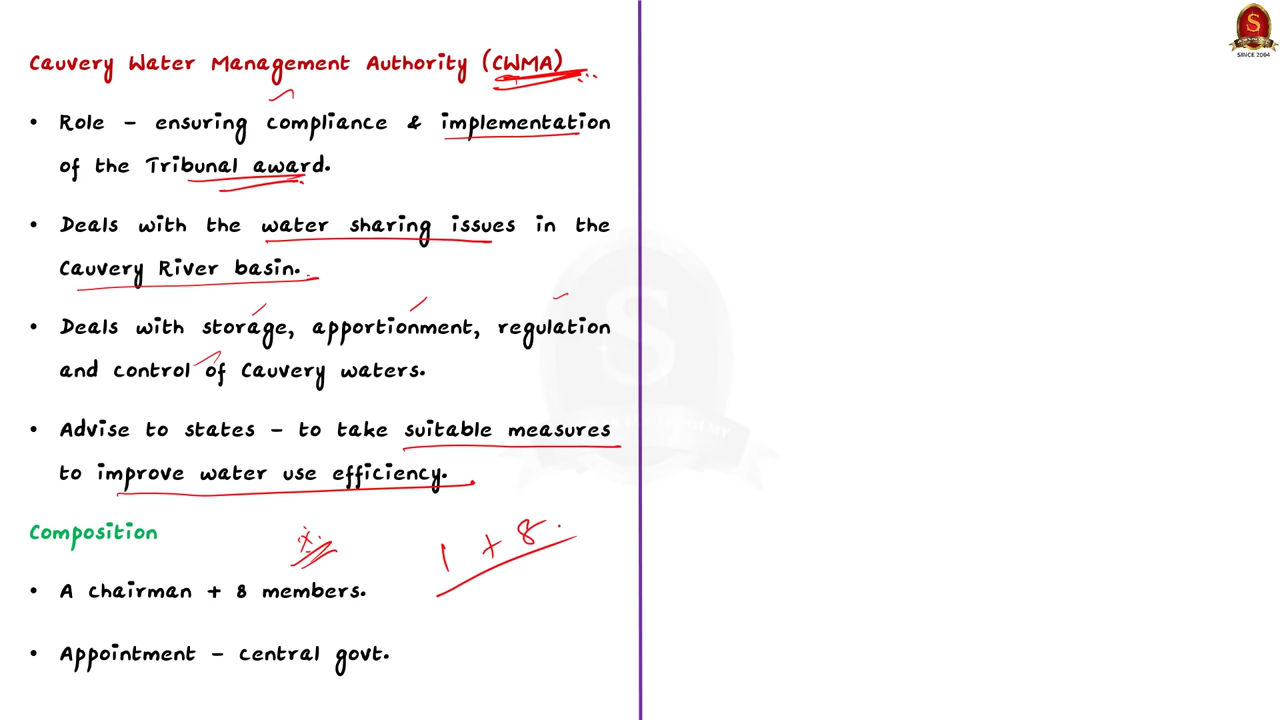 Cauvery Water Management Authority (CWMA)
• Role – ensuring compliance & implementation
of the Tribunal award.
• Deals with the water sharing issues in the
Cauvery River basin.
• Deals with storage, apportionment, regulation
and control of Cauvery waters.
• Advise to states – to take suitable measures
to improve water use efficiency.
Composition
1 + 8.
• A chairman + 8 members.
• Appointment – central govt.
S
SINCE 2004